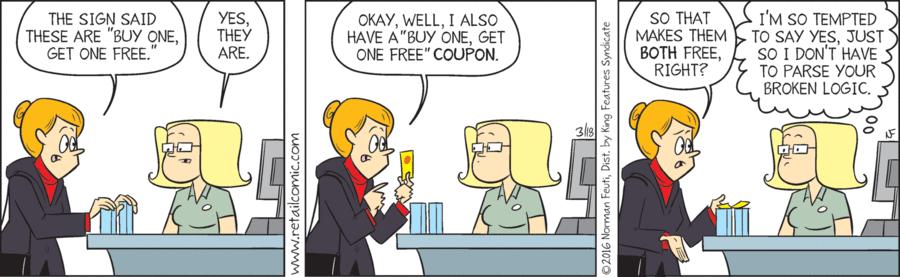 THE SIGN SAID
THESE ARE "BUY ONE,
GET ONE FREE."
YES,
THEY
ARE.
www.retailcomic.com
OKAY, WELL, I ALSO
HAVE A "BUY ONE, GET
ONE FREE" COUPON.
3/18
©2016 Norman Feuti, Dist. by King Features Syndicate
SO THAT
MAKES THEM
BOTH FREE,
RIGHT?
I'M SO TEMPTED
TO SAY YES, JUST
SO I DON'T HAVE
TO PARSE YOUR
BROKEN LOGIC.
NF